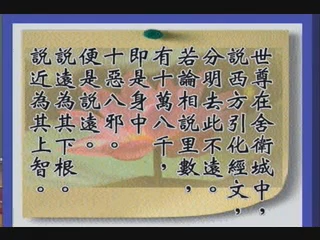 世尊在舍衛城中，
說西方引化經文，
分明去此不遠。
若論相說里數，
有十萬八千，
即是身中
十惡八邪。
便是說遠。
說遠為其下根。
說近為其上智。